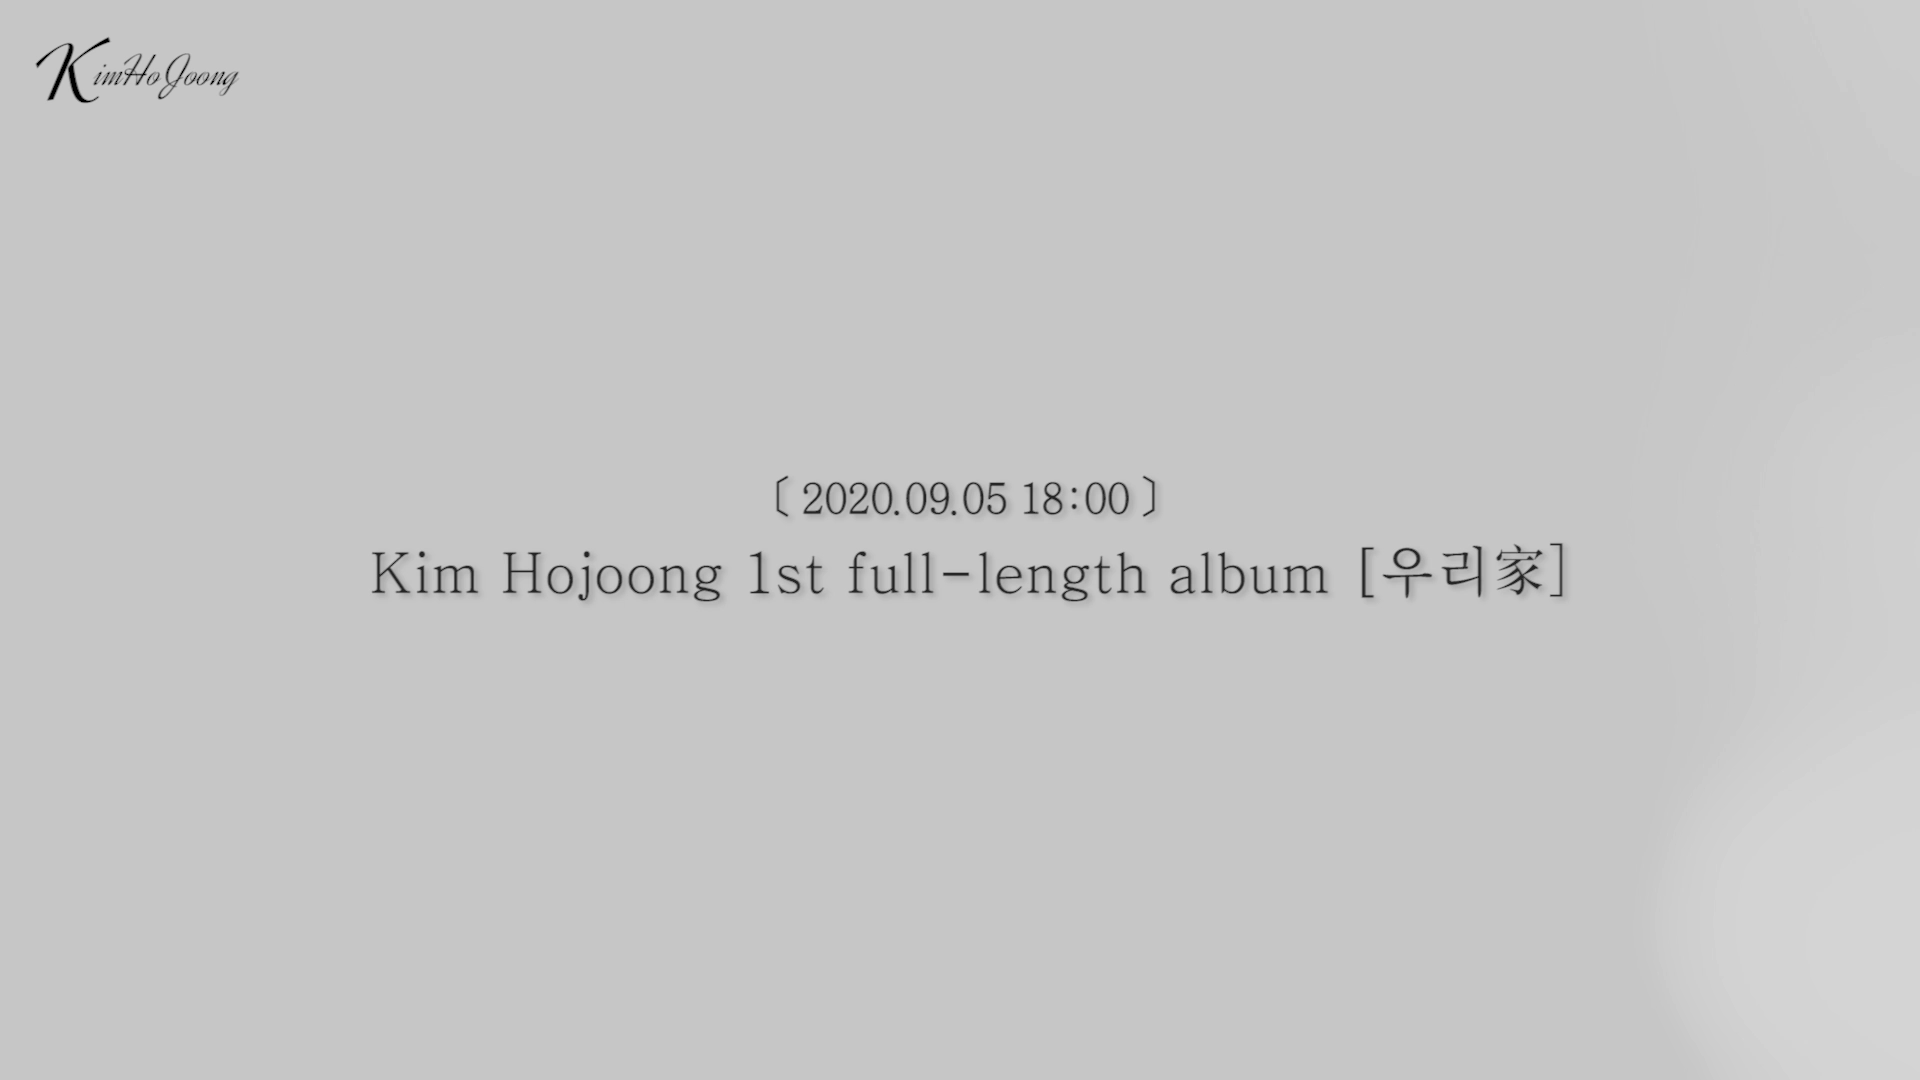 KimHoJoong
〔 2020.09.05 18:00 〕
Kim Hojoong 1st full-length album [우리家]